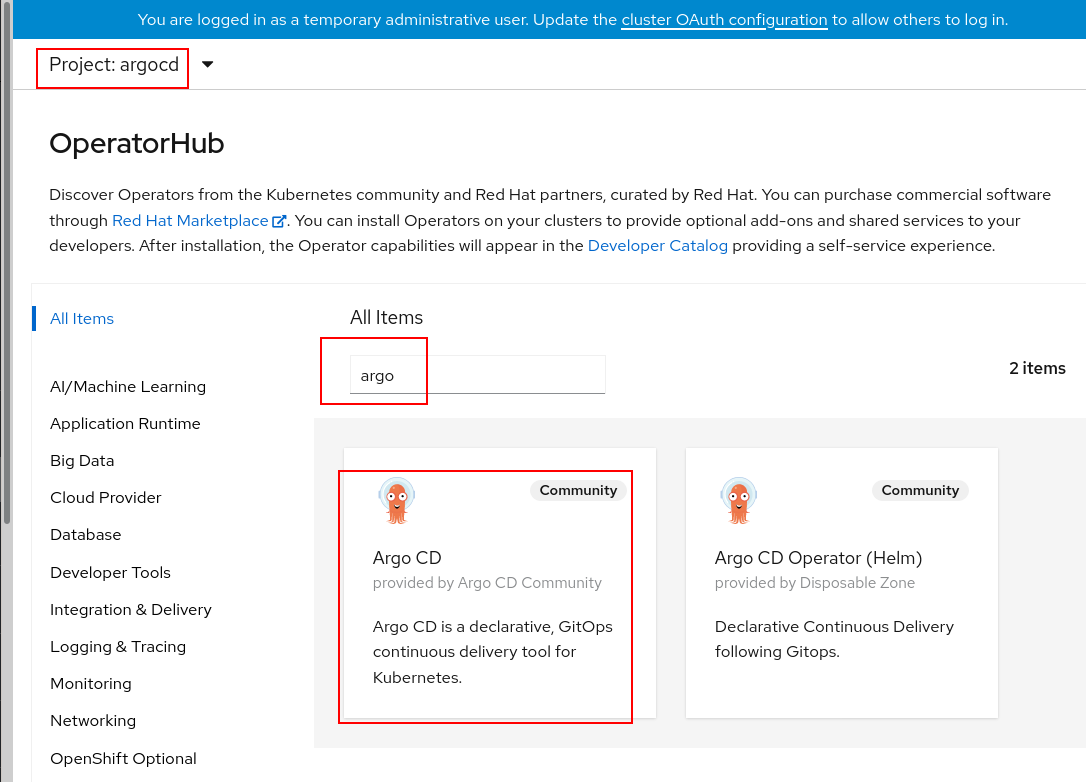 You are logged in as a temporary administrative user. Update the cluster OAuth configuration to allow others to log in.
Project: argocd
OperatorHub
Discover Operators from the Kubernetes community and Red Hat partners, curated by Red Hat. You can purchase commercial software
through Red Hat Marketplace. You can install Operators on your clusters to provide optional add-ons and shared services to your
developers. After installation, the Operator capabilities will appear in the Developer Catalog providing a self-service experience.
All Items
AI/Machine Learning
Application Runtime
Big Data
Cloud Provider
Database
Developer Tools
Integration & Delivery
Logging & Tracing
Monitoring
Networking
OpenShift Optional
All Items
argo
2 items
Community
Argo CD
provided by Argo CD Community
Argo CD is a declarative, GitOps
continuous delivery tool for
Kubernetes.
Community
Argo CD Operator (Helm)
provided by Disposable Zone
Declarative Continuous Delivery
following Gitops.